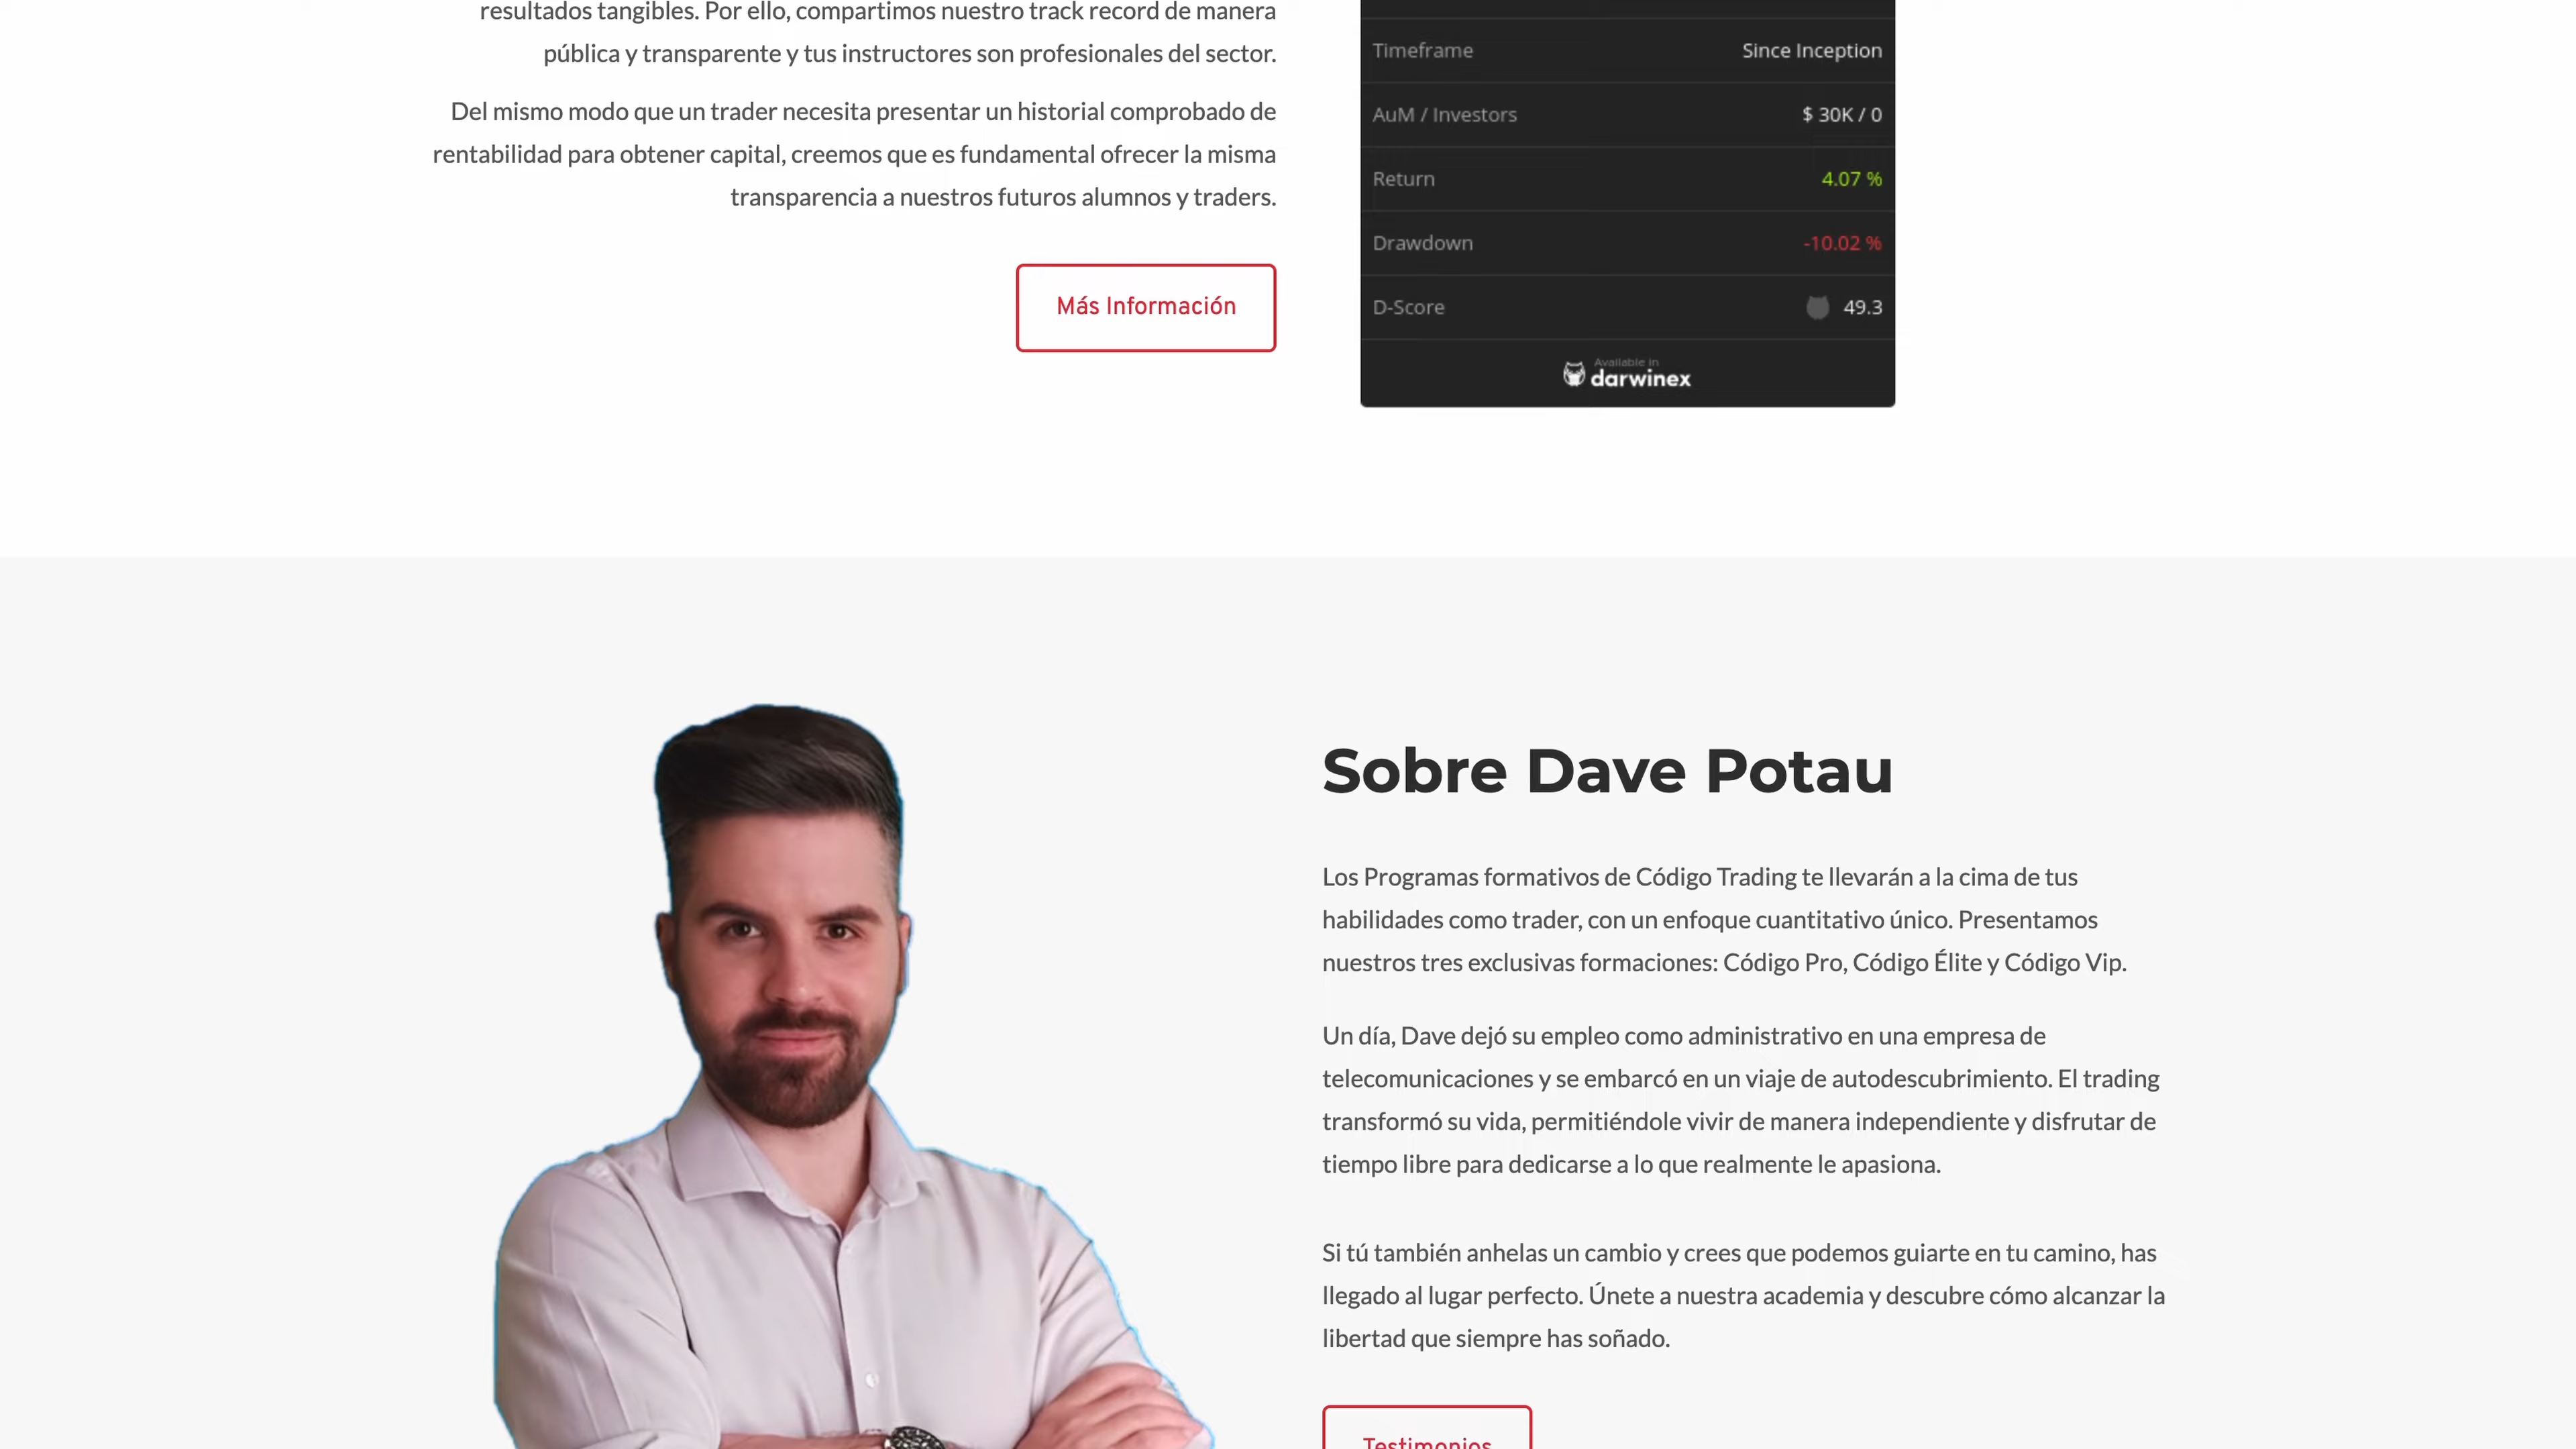 resultados tangibles. Por ello, compartimos nuestro track record de manera
pública y transparente y tus instructores son profesionales del sector.
Del mismo modo que un trader necesita presentar un historial comprobado de
rentabilidad para obtener capital, creemos que es fundamental ofrecer la misma
transparencia a nuestros futuros alumnos y traders.
Más Información
Timeframe Since Inception
AuM / Investors $ 30K / 0
Return 4.07 %
Drawdown -10.02 %
D-Score 49.3
Available in
darwinex
Sobre Dave Potau
Los Programas formativos de Código Trading te llevarán a la cima de tus
habilidades como trader, con un enfoque cuantitativo único. Presentamos
nuestros tres exclusivas formaciones: Código Pro, Código Élite y Código Vip.
Un día, Dave dejó su empleo como administrativo en una empresa de
telecomunicaciones y se embarcó en un viaje de autodescubrimiento. El trading
transformó su vida, permitiéndole vivir de manera independiente y disfrutar de
tiempo libre para dedicarse a lo que realmente le apasiona.
Si tú también anhelas un cambio y crees que podemos guiarte en tu camino, has
llegado al lugar perfecto. Únete a nuestra academia y descubre cómo alcanzar la
libertad que siempre has soñado.
Testimonios